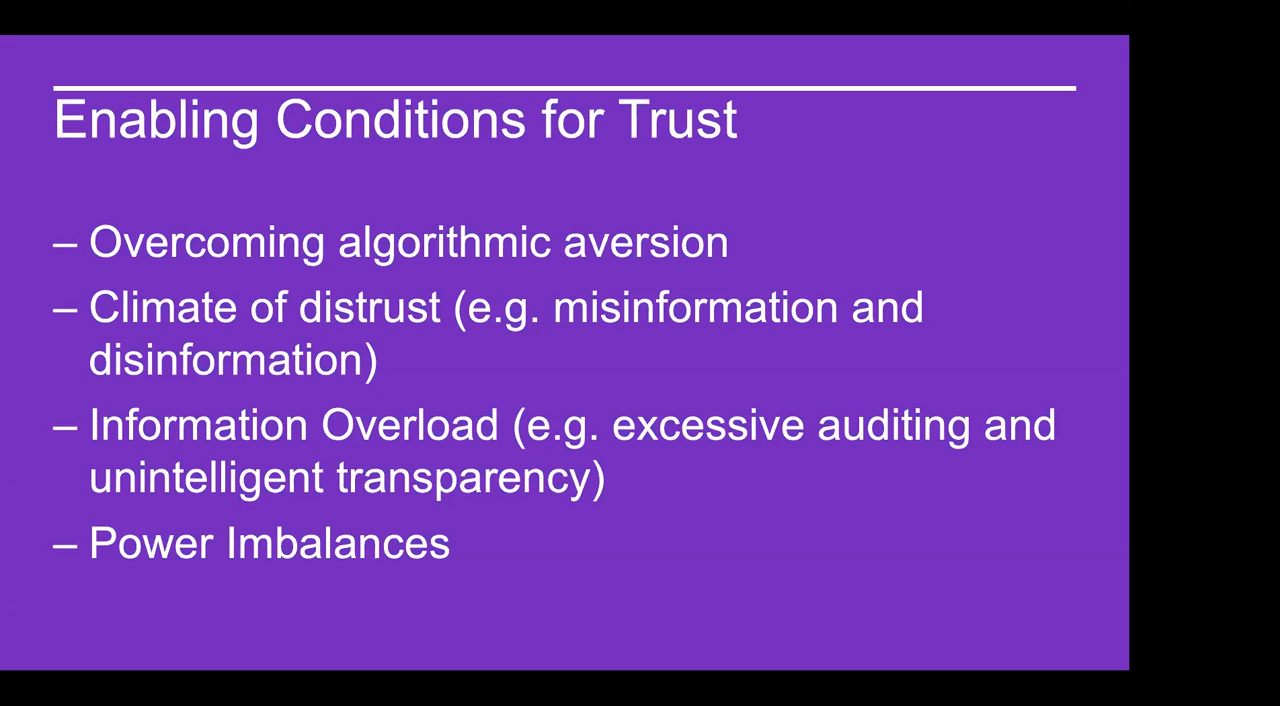 Enabling Conditions for Trust
– Overcoming algorithmic aversion
– Climate of distrust (e.g. misinformation and
disinformation)
– Information Overload (e.g. excessive auditing and
unintelligent transparency)
– Power Imbalances